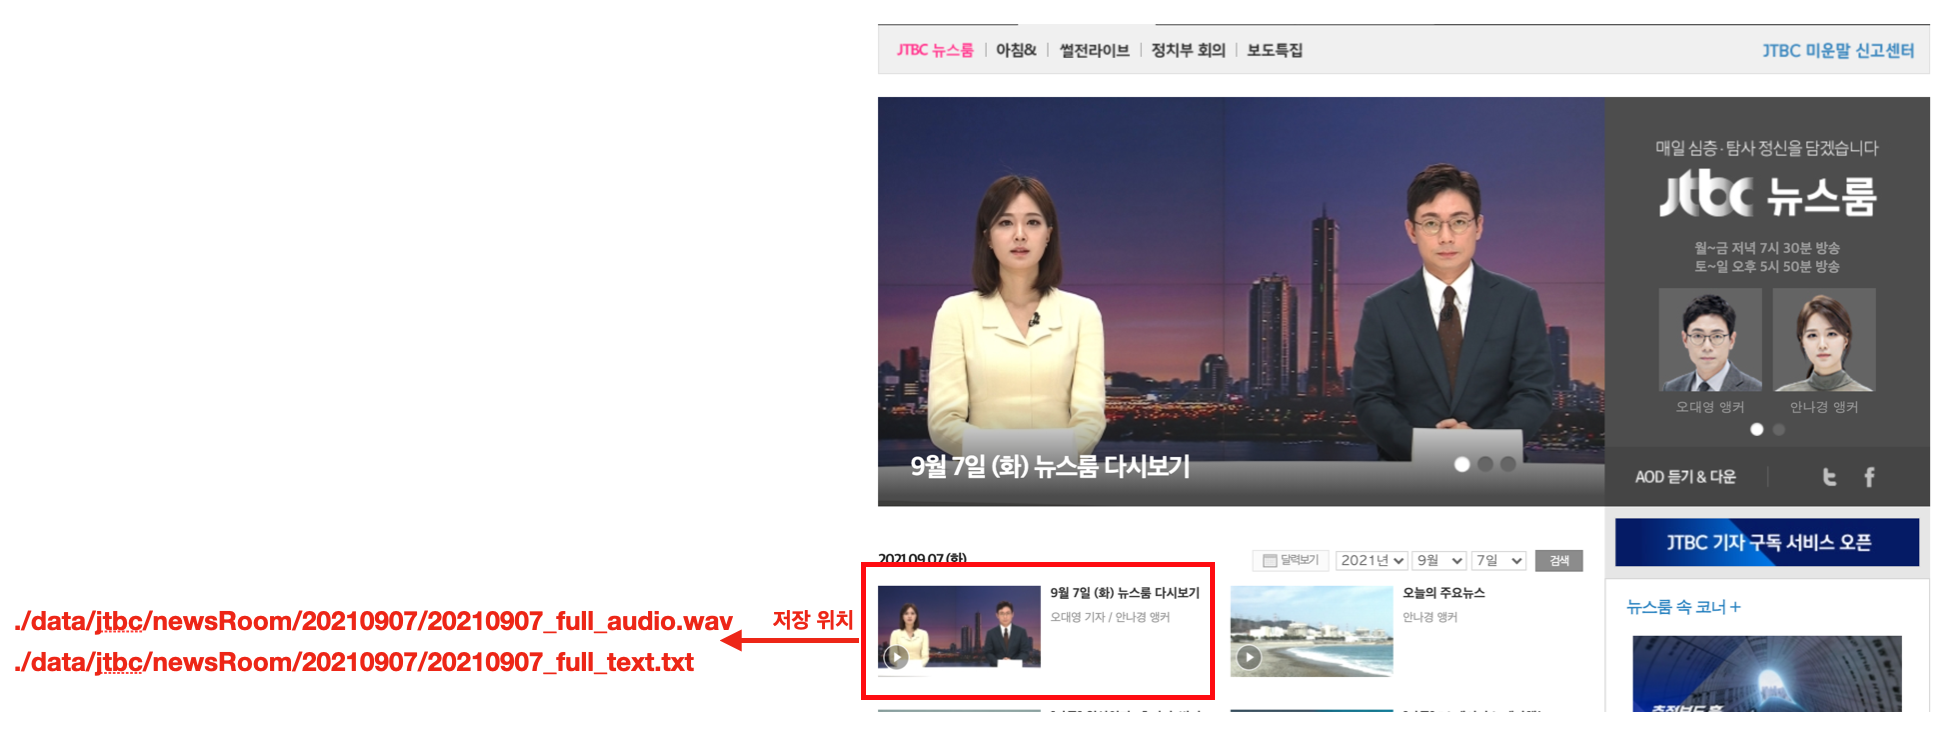 JTBC 뉴스룸 아침& 썰전라이브 정치부 회의 보도특집
JTBC 미운말 신고센터
9월 7일 (화) 뉴스룸 다시보기
매일 심층·탐사 정신을 담겠습니다
Jtbc 뉴스룸
월~금 저녁 7시 30분 방송
토~일 오후 5시 50분 방송
오대영 앵커
안나경 앵커
AOD 듣기 & 다운
JTBC 기자 구독 서비스 오픈
뉴스룸 속 코너 +
2021.09.07 (화)
달력보기 2021년 9월 7일 검색
9월 7일 (화) 뉴스룸 다시보기
오대영 기자 / 안나경 앵커
오늘의 주요뉴스
안나경 앵커
저장 위치
./data/jtbc/newsRoom/20210907/20210907_full_audio.wav
./data/jtbc/newsRoom/20210907/20210907_full_text.txt